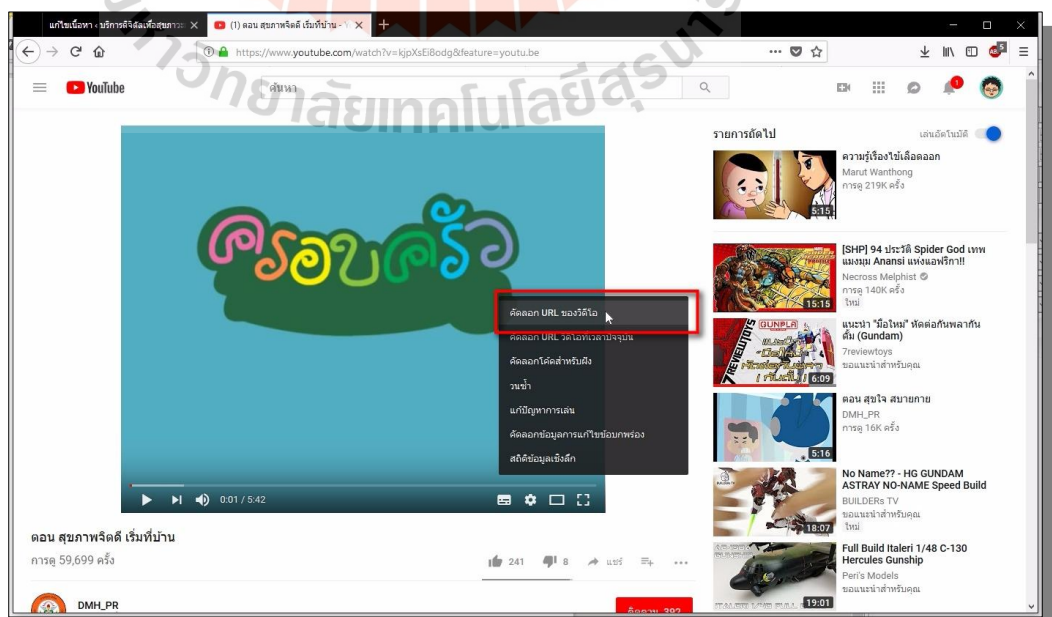 แก้ไขเนื้อหา ‹ บริการดิจิตัลเพื่อสุขภาวะ
(1) ตอน สุขภาพจิตดี เริ่มที่บ้าน - Y
https://www.youtube.com/watch?v=kjpXsEi8odg&feature=youtu.be
YouTube
ค้นหา
วิทยาลัยเทคโนโลยีสุรนารี
ครอบครัว
คัดลอก URL ของวิดีโอ
คัดลอก URL วิดีโอที่เวลาปัจจุบัน
คัดลอกโค้ดสำหรับฝัง
วนซ้ำ
แก้ปัญหาการเล่น
คัดลอกข้อมูลการแก้ไขข้อบกพร่อง
สถิติข้อมูลเชิงลึก
0:01 / 5:42
ตอน สุขภาพจิตดี เริ่มที่บ้าน
การดู 59,699 ครั้ง
241
8
แชร์
DMH_PR
ติดตาม 392
รายการถัดไป
เล่นอัตโนมัติ
ความรู้เรื่องไข้เลือดออก
Marut Wanthong
การดู 219K ครั้ง
5:15
[SHP] 94 ประวัติ Spider God เทพ
แมงมุม Anansi แห่งแอฟริกา!!
Necross Melphist
การดู 140K ครั้ง
ใหม่
15:15
แนะนำ "มือใหม่" หัดต่อกันพลากัน
ดั้ม (Gundam)
7reviewtoys
ขอแนะนำสำหรับคุณ
GUNPLA
7REVIEWTOYS
6:09
ตอน สุขใจ สบายกาย
DMH_PR
การดู 16K ครั้ง
5:16
No Name?? - HG GUNDAM
ASTRAY NO-NAME Speed Build
BUILDERs TV
ขอแนะนำสำหรับคุณ
ใหม่
18:07
Full Build Italeri 1/48 C-130
Hercules Gunship
Peri's Models
ขอแนะนำสำหรับคุณ
19:01